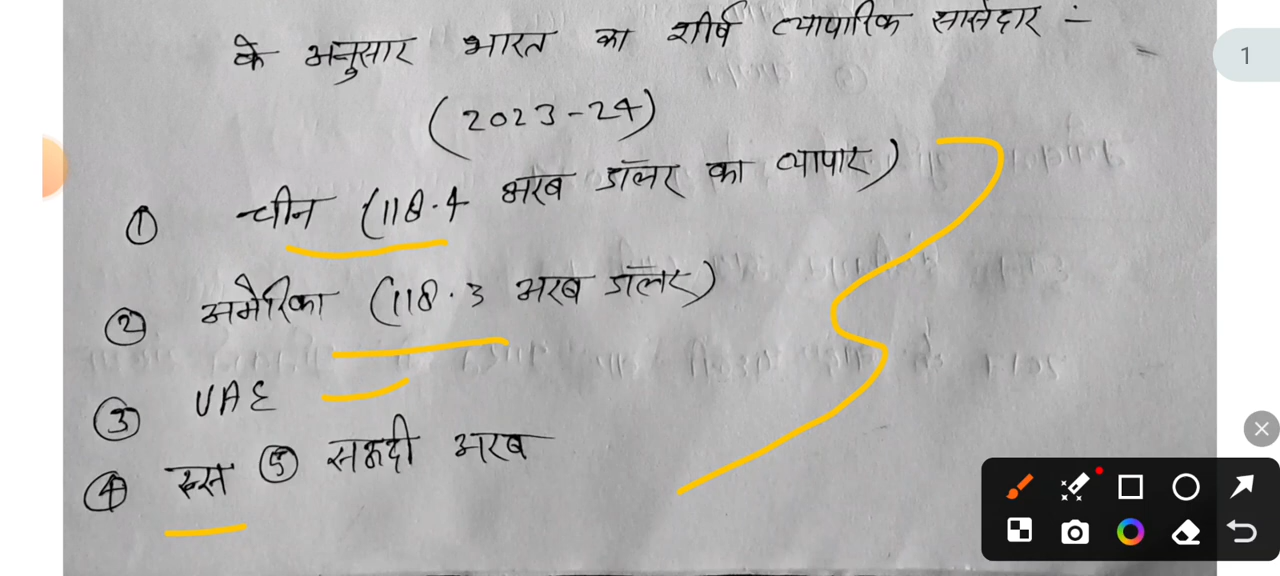 के अनुसार भारत का शीर्ष व्यापारिक साझेदार :-
(2023-24)
① चीन (118.4 अरब डॉलर का व्यापार)
② अमेरिका (118.3 अरब डॉलर)
③ UAE
④ रूस ⑤ सऊदी अरब
1